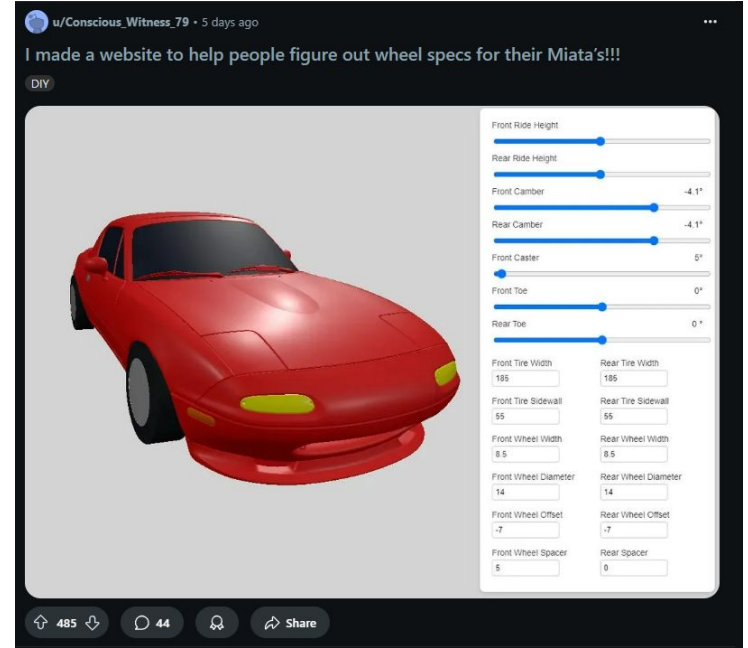 u/Conscious_Witness_79 • 5 days ago
I made a website to help people figure out wheel specs for their Miata’s!!!
DIY
Front Ride Height
Rear Ride Height
Front Camber -4.1°
Rear Camber -4.1°
Front Caster 5°
Front Toe 0°
Rear Toe 0 °
Front Tire Width Rear Tire Width
185 185
Front Tire Sidewall Rear Tire Sidewall
55 55
Front Wheel Width Rear Wheel Width
8.5 8.5
Front Wheel Diameter Rear Wheel Diameter
14 14
Front Wheel Offset Rear Wheel Offset
-7 -7
Front Wheel Spacer Rear Spacer
5 0
485 44 Share